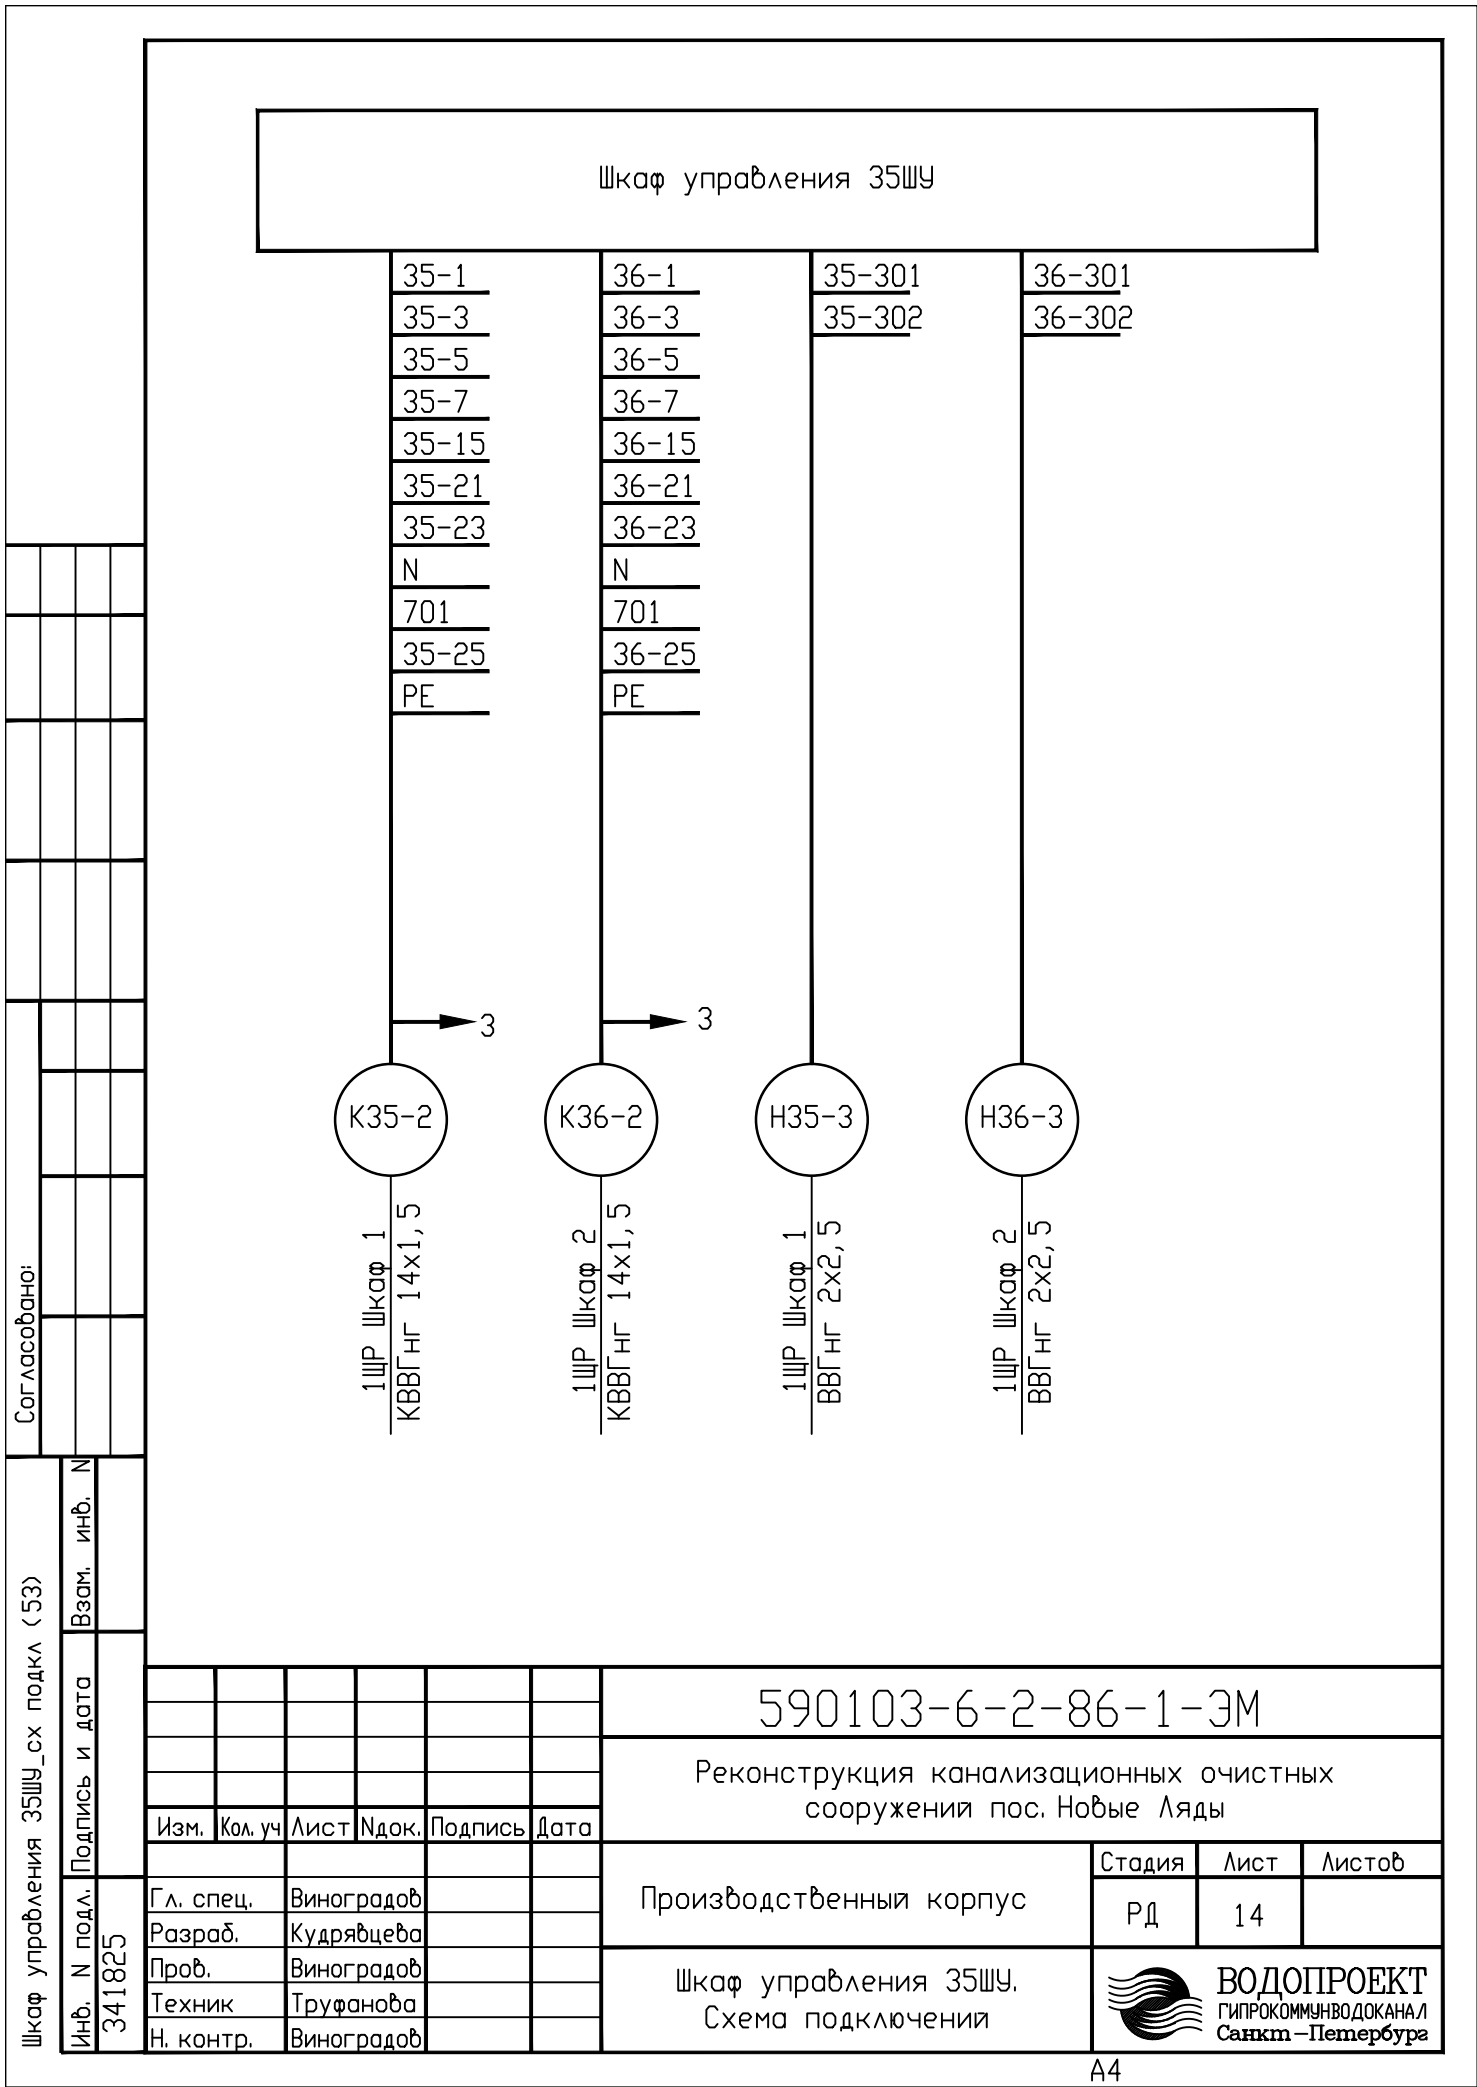 Шкаф управления 35ШУ
35-1
35-3
35-5
35-7
35-15
35-21
35-23
N
701
35-25
PE
36-1
36-3
36-5
36-7
36-15
36-21
36-23
N
701
36-25
PE
35-301
35-302
36-301
36-302
3
3
К35-2
К36-2
Н35-3
Н36-3
1ЩР Шкаф 1
КВВГнг 14х1,5
1ЩР Шкаф 2
КВВГнг 14х1,5
1ЩР Шкаф 1
ВВГнг 2х2,5
1ЩР Шкаф 2
ВВГнг 2х2,5
Согласовано:
Взам. инв. N
Подпись и дата
Инв. N подл.
341825
Шкаф управления 35ШУ_сх подкл (53)
590103-6-2-86-1-ЭМ
Реконструкция канализационных очистных
сооружений пос. Новые Ляды
Изм. Кол. уч Лист Nдок. Подпись Дата
Гл. спец. Виноградов
Разраб. Кудрявцева
Пров. Виноградов
Техник Труфанова
Н. контр. Виноградов
Производственный корпус
Стадия Лист Листов
РД 14
Шкаф управления 35ШУ.
Схема подключений
ВОДОПРОЕКТ
ГИПРОКОММУНВОДОКАНАЛ
Санкт-Петербург
А4